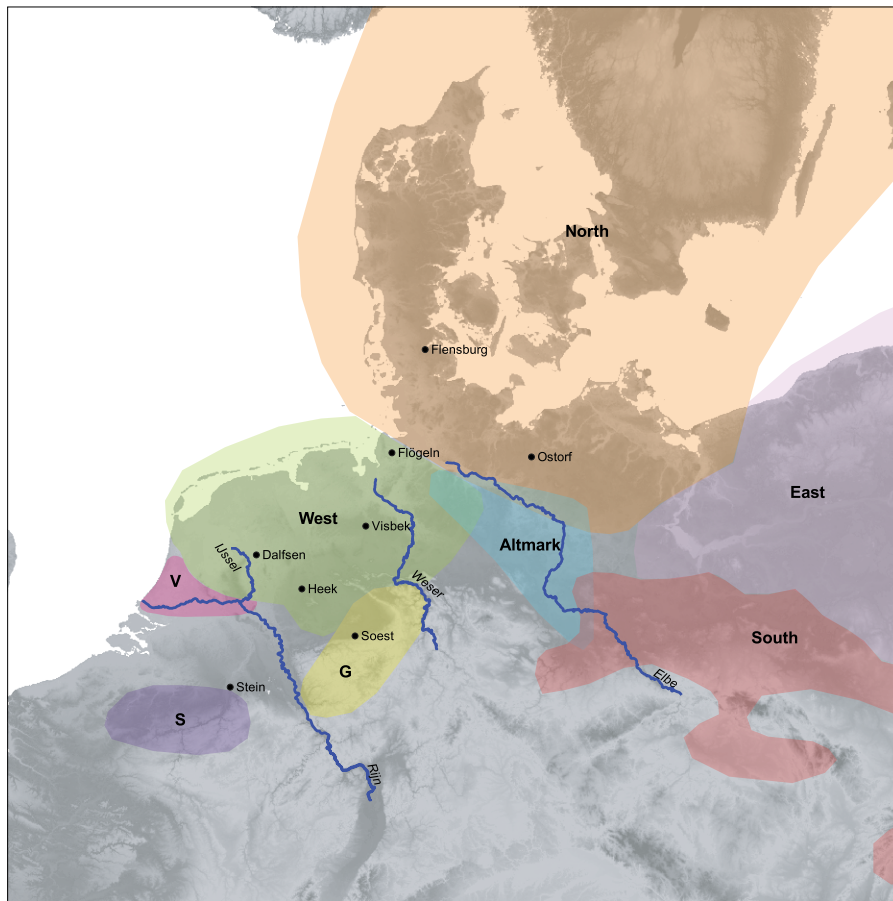 North
Flensburg
Flögeln
Ostorf
East
West
Visbek
Altmark
IJssel
Dalfsen
V
Heek
Weser
Soest
South
G
Elbe
Stein
S
Rijn